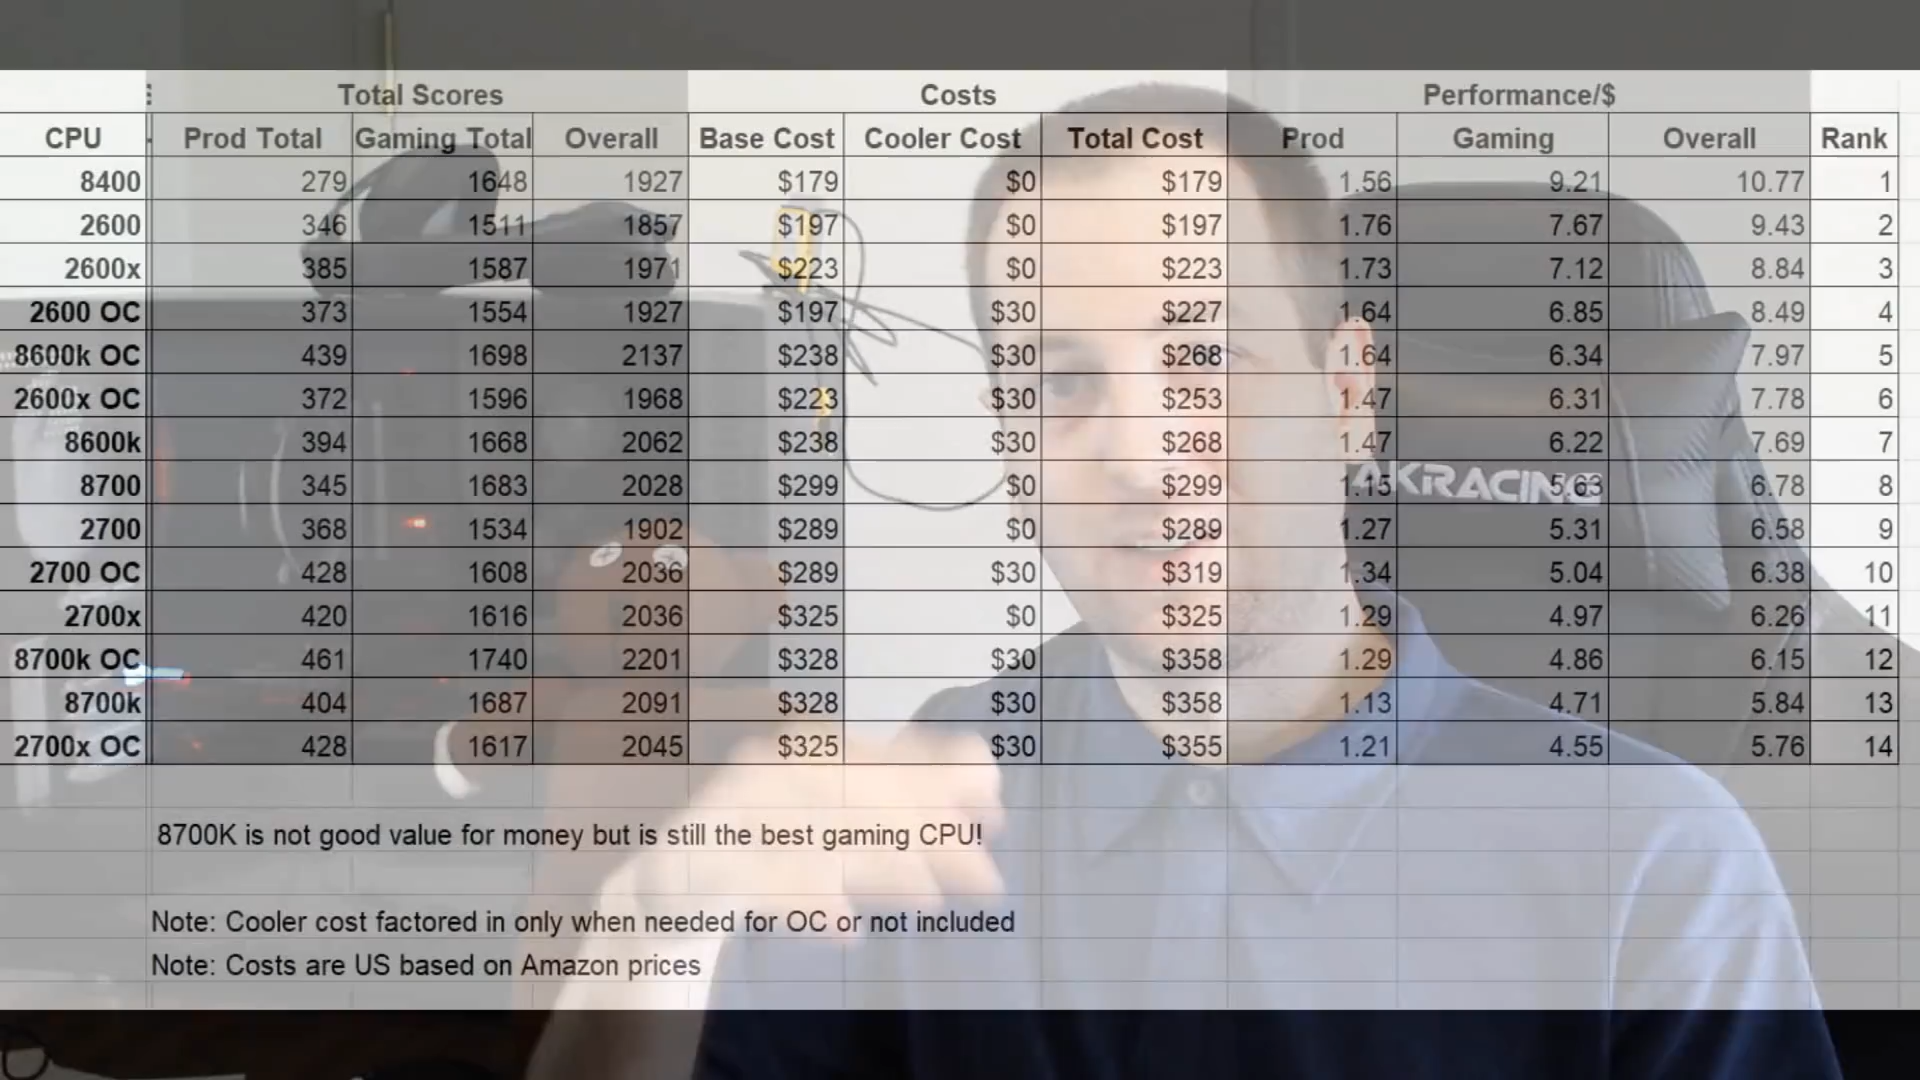 Total Scores Costs Performance/$
CPU Prod Total Gaming Total Overall Base Cost Cooler Cost Total Cost Prod Gaming Overall Rank
8400 279 1648 1927 $179 $0 $179 1.56 9.21 10.77 1
2600 346 1511 1857 $197 $0 $197 1.76 7.67 9.43 2
2600x 385 1587 1971 $223 $0 $223 1.73 7.12 8.84 3
2600 OC 373 1554 1927 $197 $30 $227 1.64 6.85 8.49 4
8600k OC 439 1698 2137 $238 $30 $268 1.64 6.34 7.97 5
2600x OC 372 1596 1968 $223 $30 $253 1.47 6.31 7.78 6
8600k 394 1668 2062 $238 $30 $268 1.47 6.22 7.69 7
8700 345 1683 2028 $299 $0 $299 1.15 5.63 6.78 8
AKRACING
2700 368 1534 1902 $289 $0 $289 1.27 5.31 6.58 9
2700 OC 428 1608 2036 $289 $30 $319 1.34 5.04 6.38 10
2700x 420 1616 2036 $325 $0 $325 1.29 4.97 6.26 11
8700k OC 461 1740 2201 $328 $30 $358 1.29 4.86 6.15 12
8700k 404 1687 2091 $328 $30 $358 1.13 4.71 5.84 13
2700x OC 428 1617 2045 $325 $30 $355 1.21 4.55 5.76 14
8700K is not good value for money but is still the best gaming CPU!
Note: Cooler cost factored in only when needed for OC or not included
Note: Costs are US based on Amazon prices